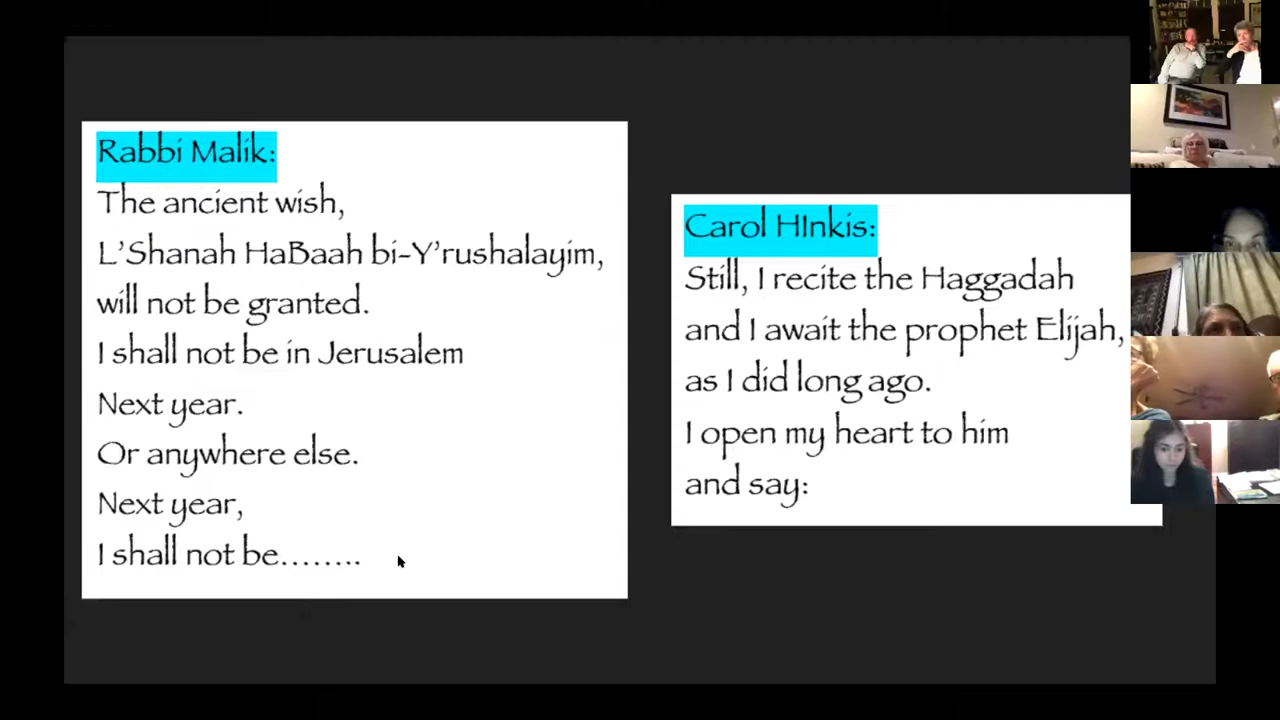 Rabbi Malik:
The ancient wish,
L'Shanah HaBaah bi-Y'rushalayim,
will not be granted.
I shall not be in Jerusalem
Next year.
Or anywhere else.
Next year,
I shall not be........
Carol HInkis:
Still, I recite the Haggadah
and I await the prophet Elijah,
as I did long ago.
I open my heart to him
and say: